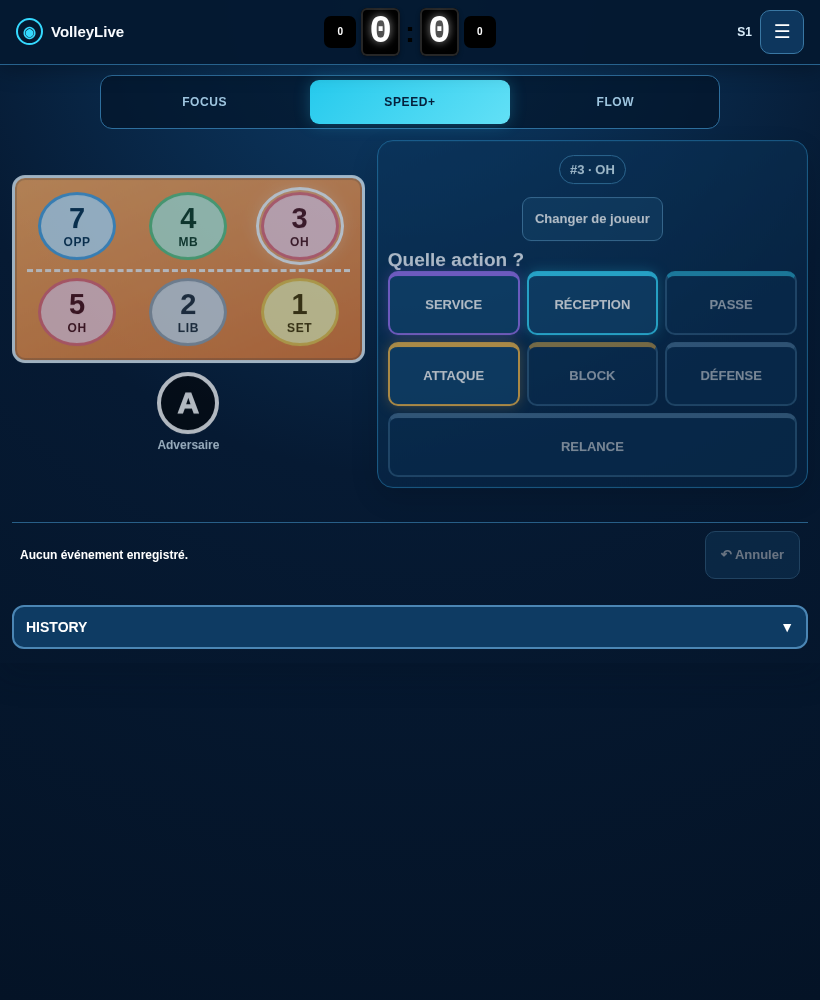 ◉ VolleyLive
0 0 : 0 0
S1 ☰
FOCUS SPEED+ FLOW
7 4 3
OPP MB OH
5 2 1
OH LIB SET
A
Adversaire
#3 · OH
Changer de joueur
Quelle action ?
SERVICE RÉCEPTION PASSE
ATTAQUE BLOCK DÉFENSE
RELANCE
Aucun événement enregistré.
↶ Annuler
HISTORY ▼